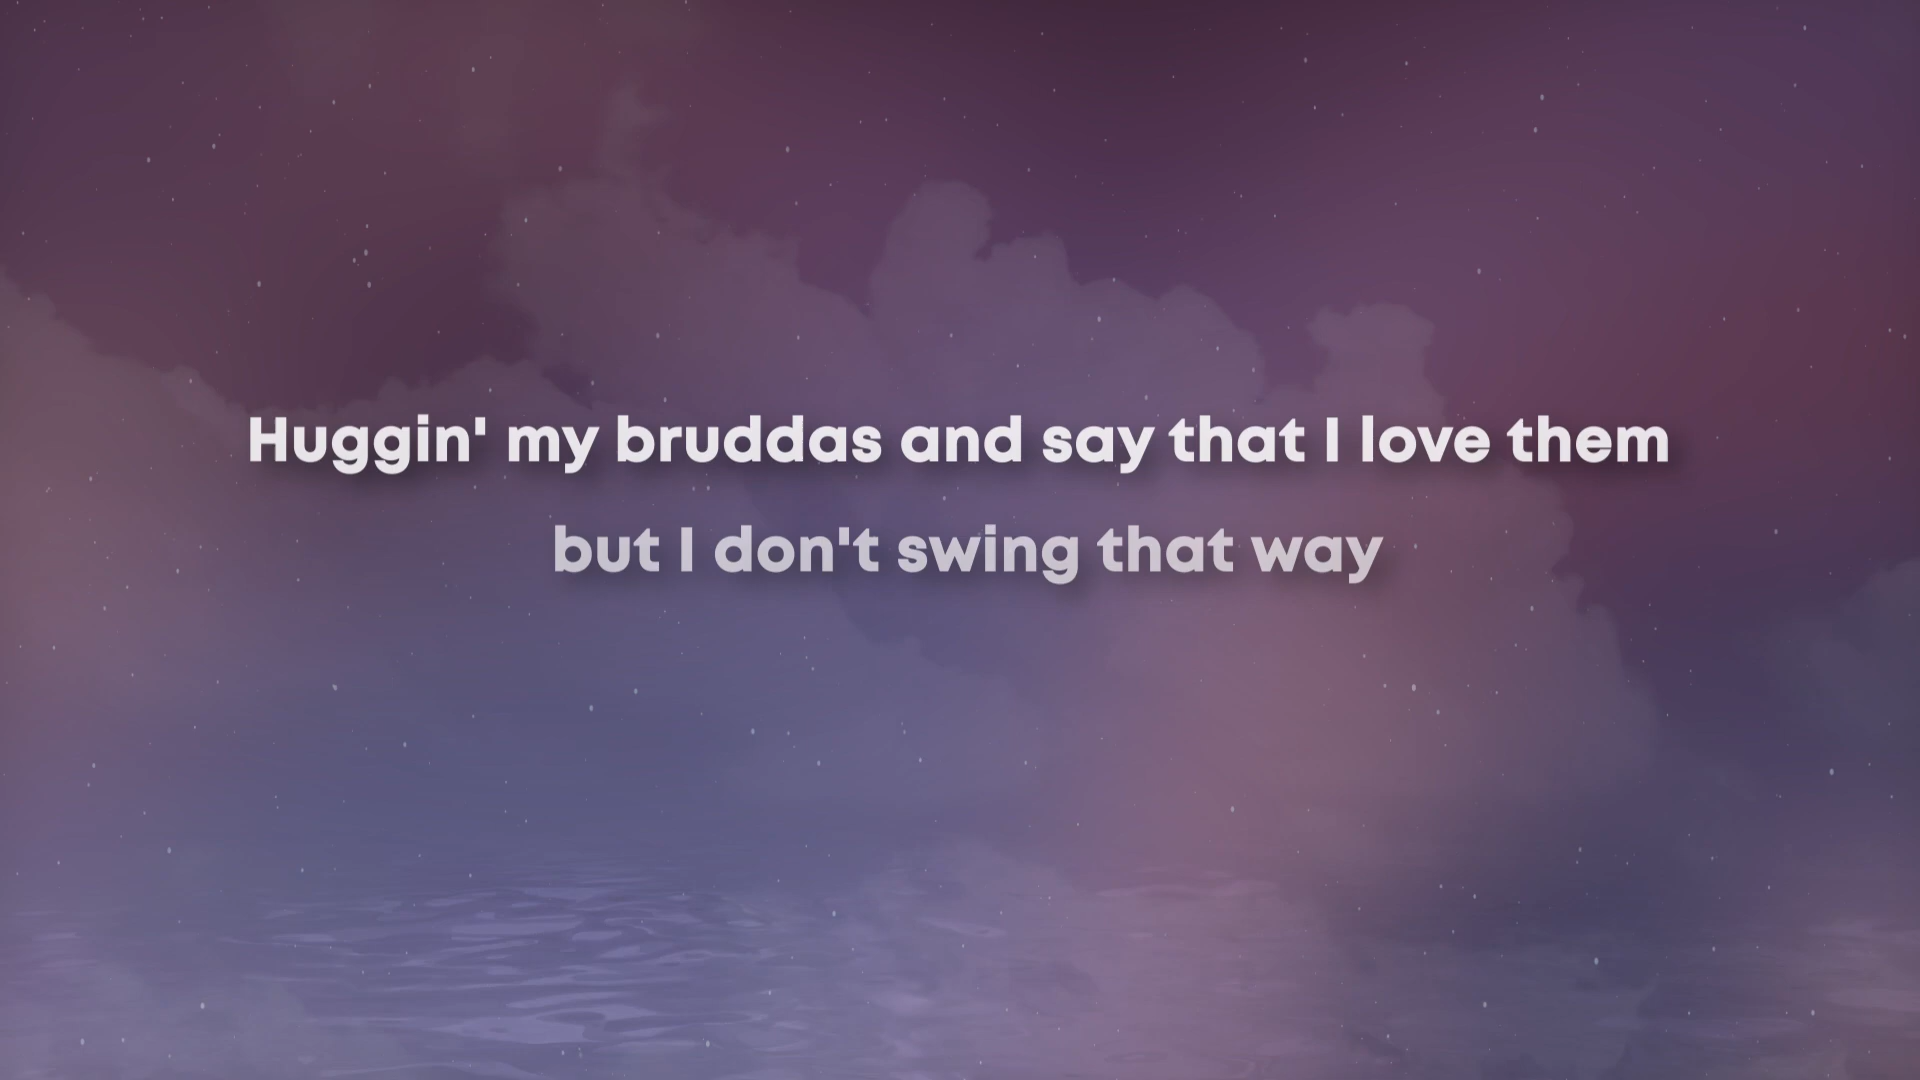 Huggin' my bruddas and say that I love them
but I don't swing that way